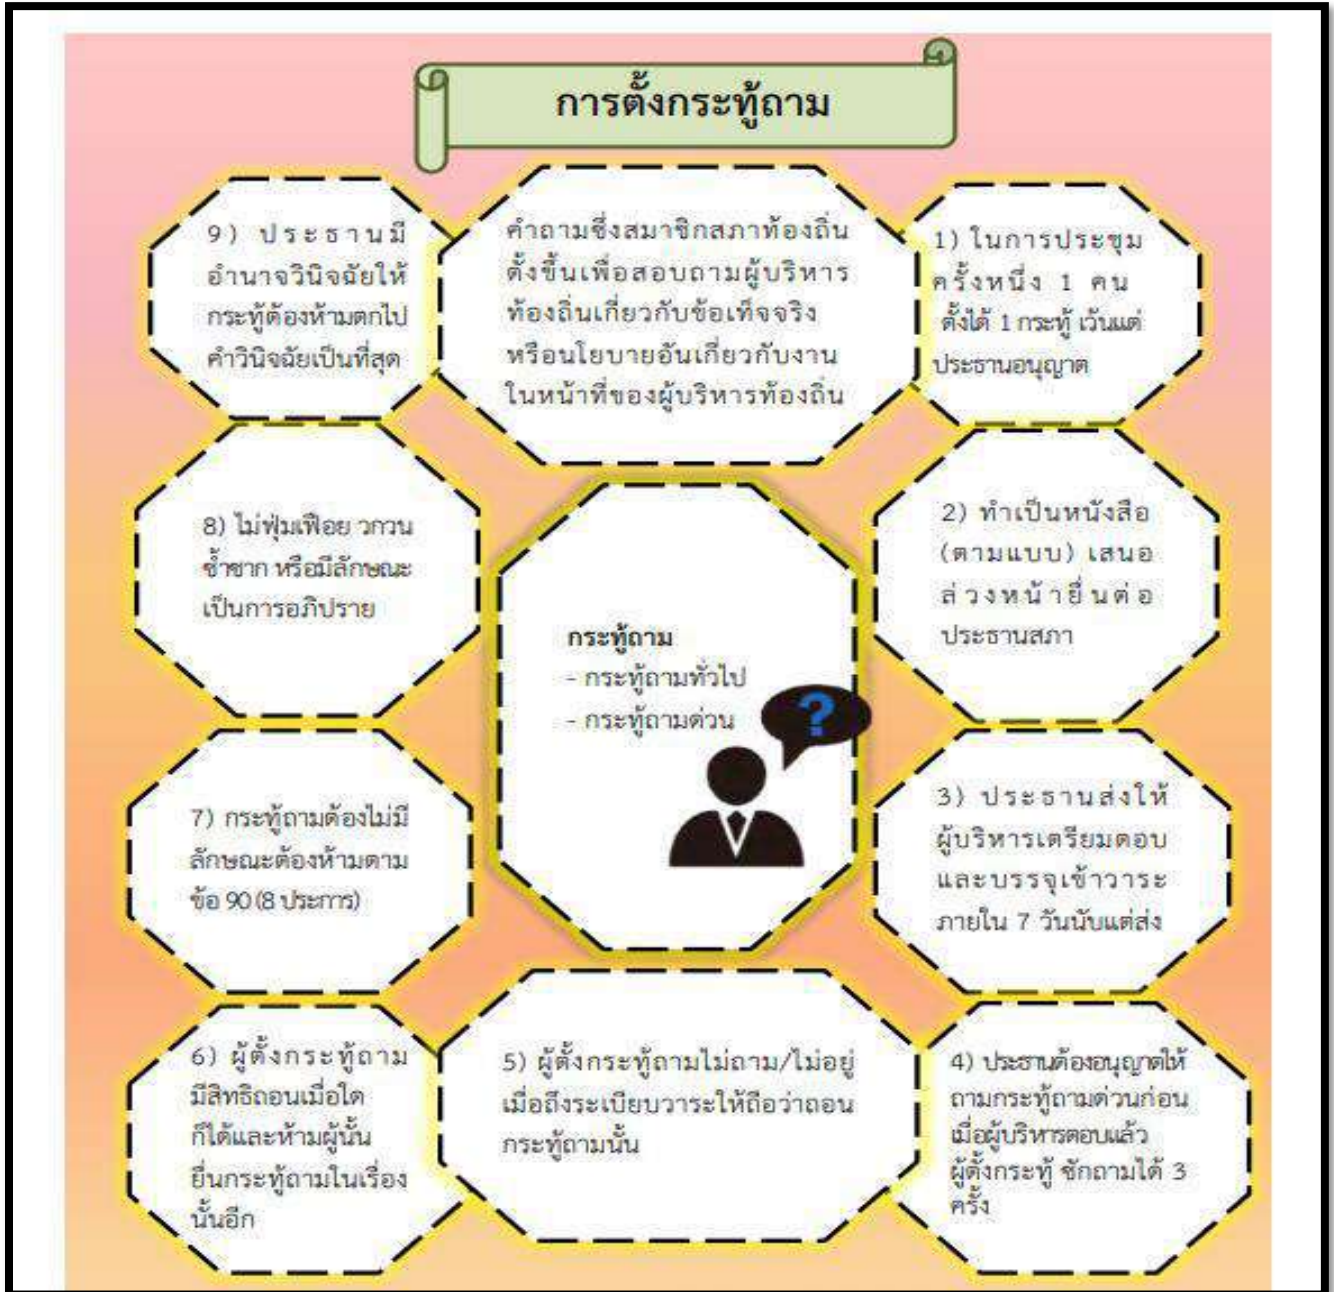 การตั้งกระทู้ถาม
คำถามซึ่งสมาชิกสภาท้องถิ่น
ตั้งขึ้นเพื่อสอบถามผู้บริหาร
ท้องถิ่นเกี่ยวกับข้อเท็จจริง
หรือนโยบายอันเกี่ยวกับงาน
ในหน้าที่ของผู้บริหารท้องถิ่น
1) ในการประชุม
ครั้งหนึ่ง 1 คน
ตั้งได้ 1 กระทู้ เว้นแต่
ประธานอนุญาต
2) ทำเป็นหนังสือ
(ตามแบบ) เสนอ
ล่วงหน้ายื่นต่อ
ประธานสภา
3) ประธานส่งให้
ผู้บริหารเตรียมตอบ
และบรรจุเข้าวาระ
ภายใน 7 วันนับแต่ส่ง
4) ประธานต้องอนุญาตให้
ถามกระทู้ถามด่วนก่อน
เมื่อผู้บริหารตอบแล้ว
ผู้ตั้งกระทู้ ซักถามได้ 3
ครั้ง
5) ผู้ตั้งกระทู้ถามไม่ถาม/ไม่อยู่
เมื่อถึงระเบียบวาระให้ถือว่าถอน
กระทู้ถามนั้น
6) ผู้ตั้งกระทู้ถาม
มีสิทธิถอนเมื่อใด
ก็ได้และห้ามผู้นั้น
ยื่นกระทู้ถามในเรื่อง
นั้นอีก
7) กระทู้ถามต้องไม่มี
ลักษณะต้องห้ามตาม
ข้อ 90 (8 ประการ)
8) ไม่ฟุ่มเฟือย วกวน
ซ้ำซาก หรือมีลักษณะ
เป็นการอภิปราย
9) ประธานมี
อำนาจวินิจฉัยให้
กระทู้ต้องห้ามตกไป
คำวินิจฉัยเป็นที่สุด
กระทู้ถาม
- กระทู้ถามทั่วไป
- กระทู้ถามด่วน
?